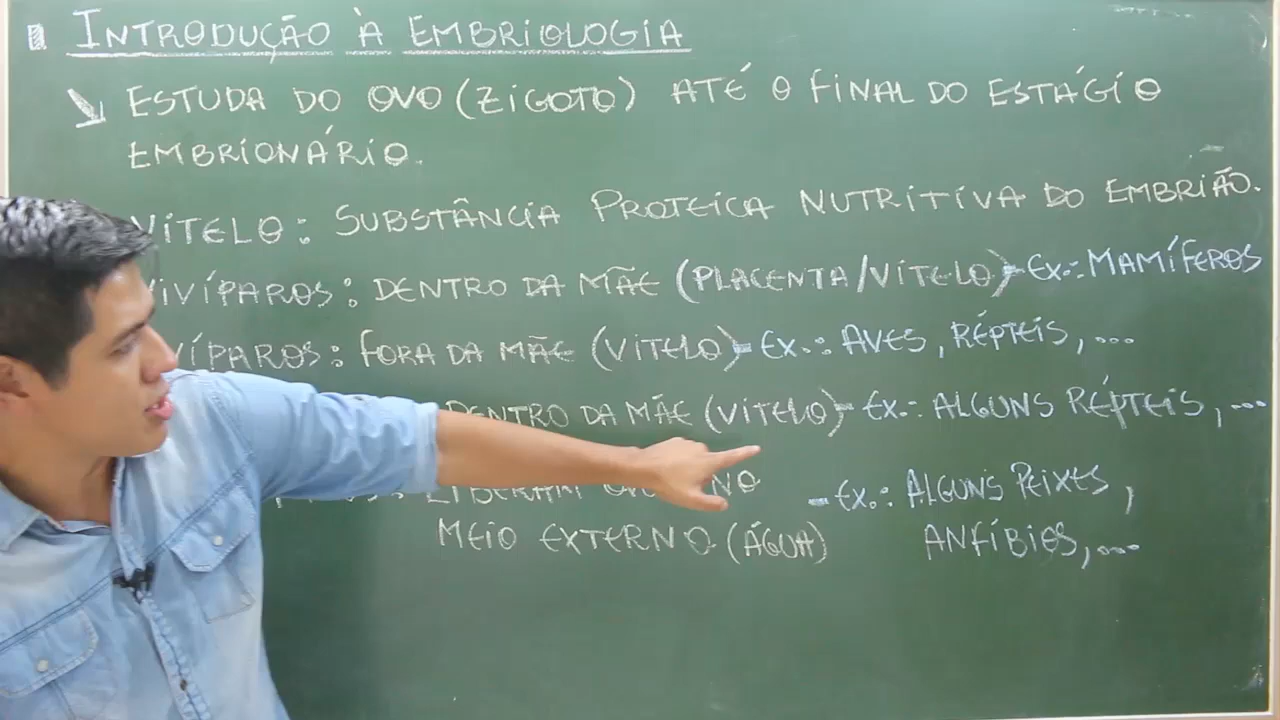 INTRODUÇÃO À EMBRIOLOGIA
ESTUDA DO OVO (ZIGOTO) ATÉ O FINAL DO ESTÁGIO
EMBRIONÁRIO.
VITELO: SUBSTÂNCIA PROTEICA NUTRITIVA DO EMBRIÃO.
VIVÍPAROS: DENTRO DA MÃE (PLACENTA/VITELO) - EX.: MAMÍFEROS
VÍPAROS: FORA DA MÃE (VITELO) - EX.: AVES, RÉPTEIS, ...
DENTRO DA MÃE (VITELO) - EX.: ALGUNS RÉPTEIS, ...
LIBERAM NO - EX.: ALGUNS PEIXES,
MEIO EXTERNO (ÁGUA) ANFÍBIOS, ...